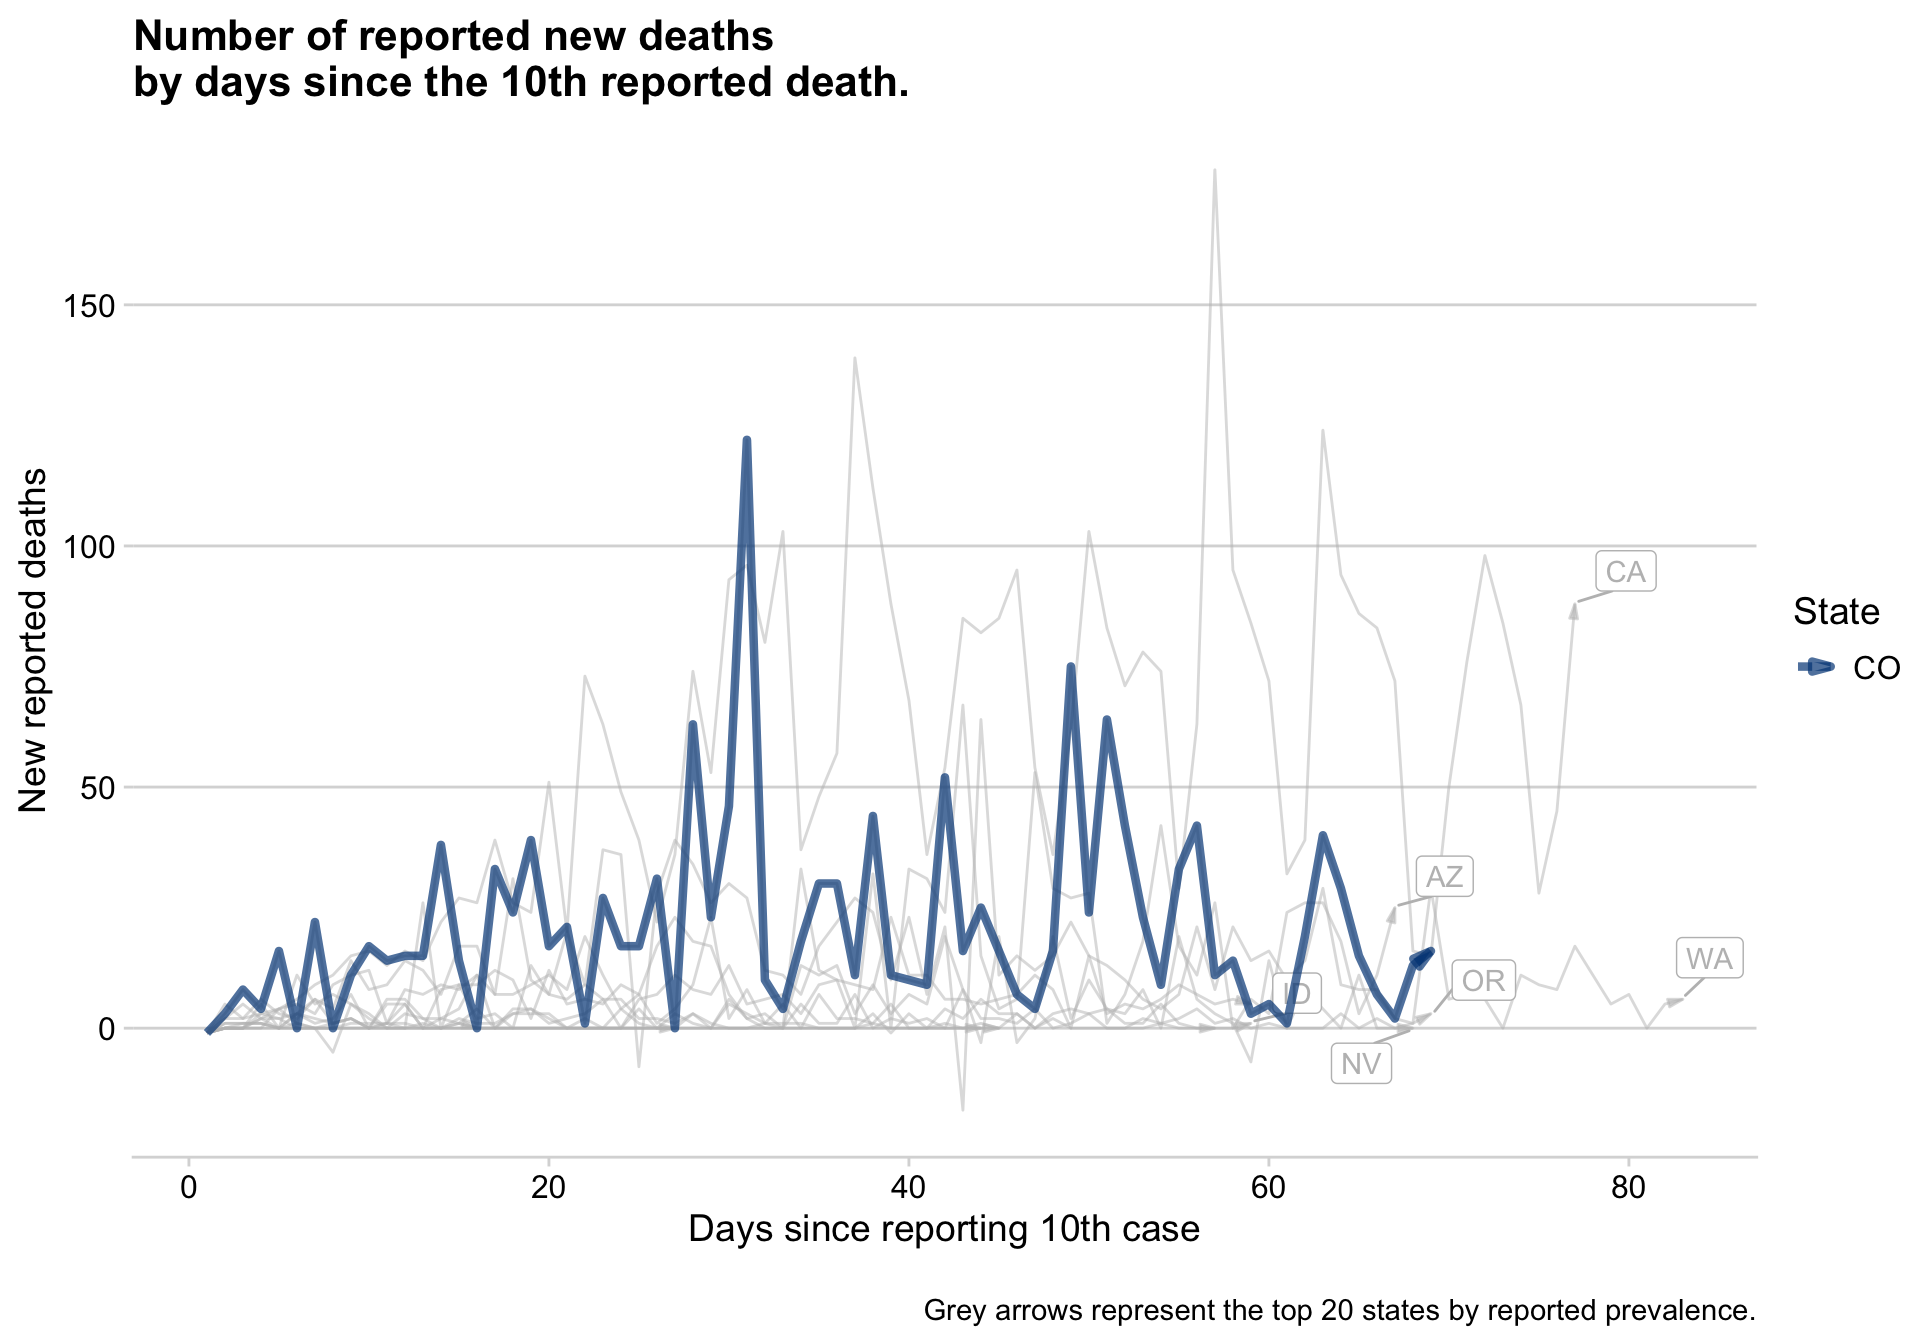 Number of reported new deaths
by days since the 10th reported death.
New reported deaths
150
100
50
0
0
20
40
60
80
Days since reporting 10th case
CA
AZ
WA
OR
ID
NV
State
CO
Grey arrows represent the top 20 states by reported prevalence.